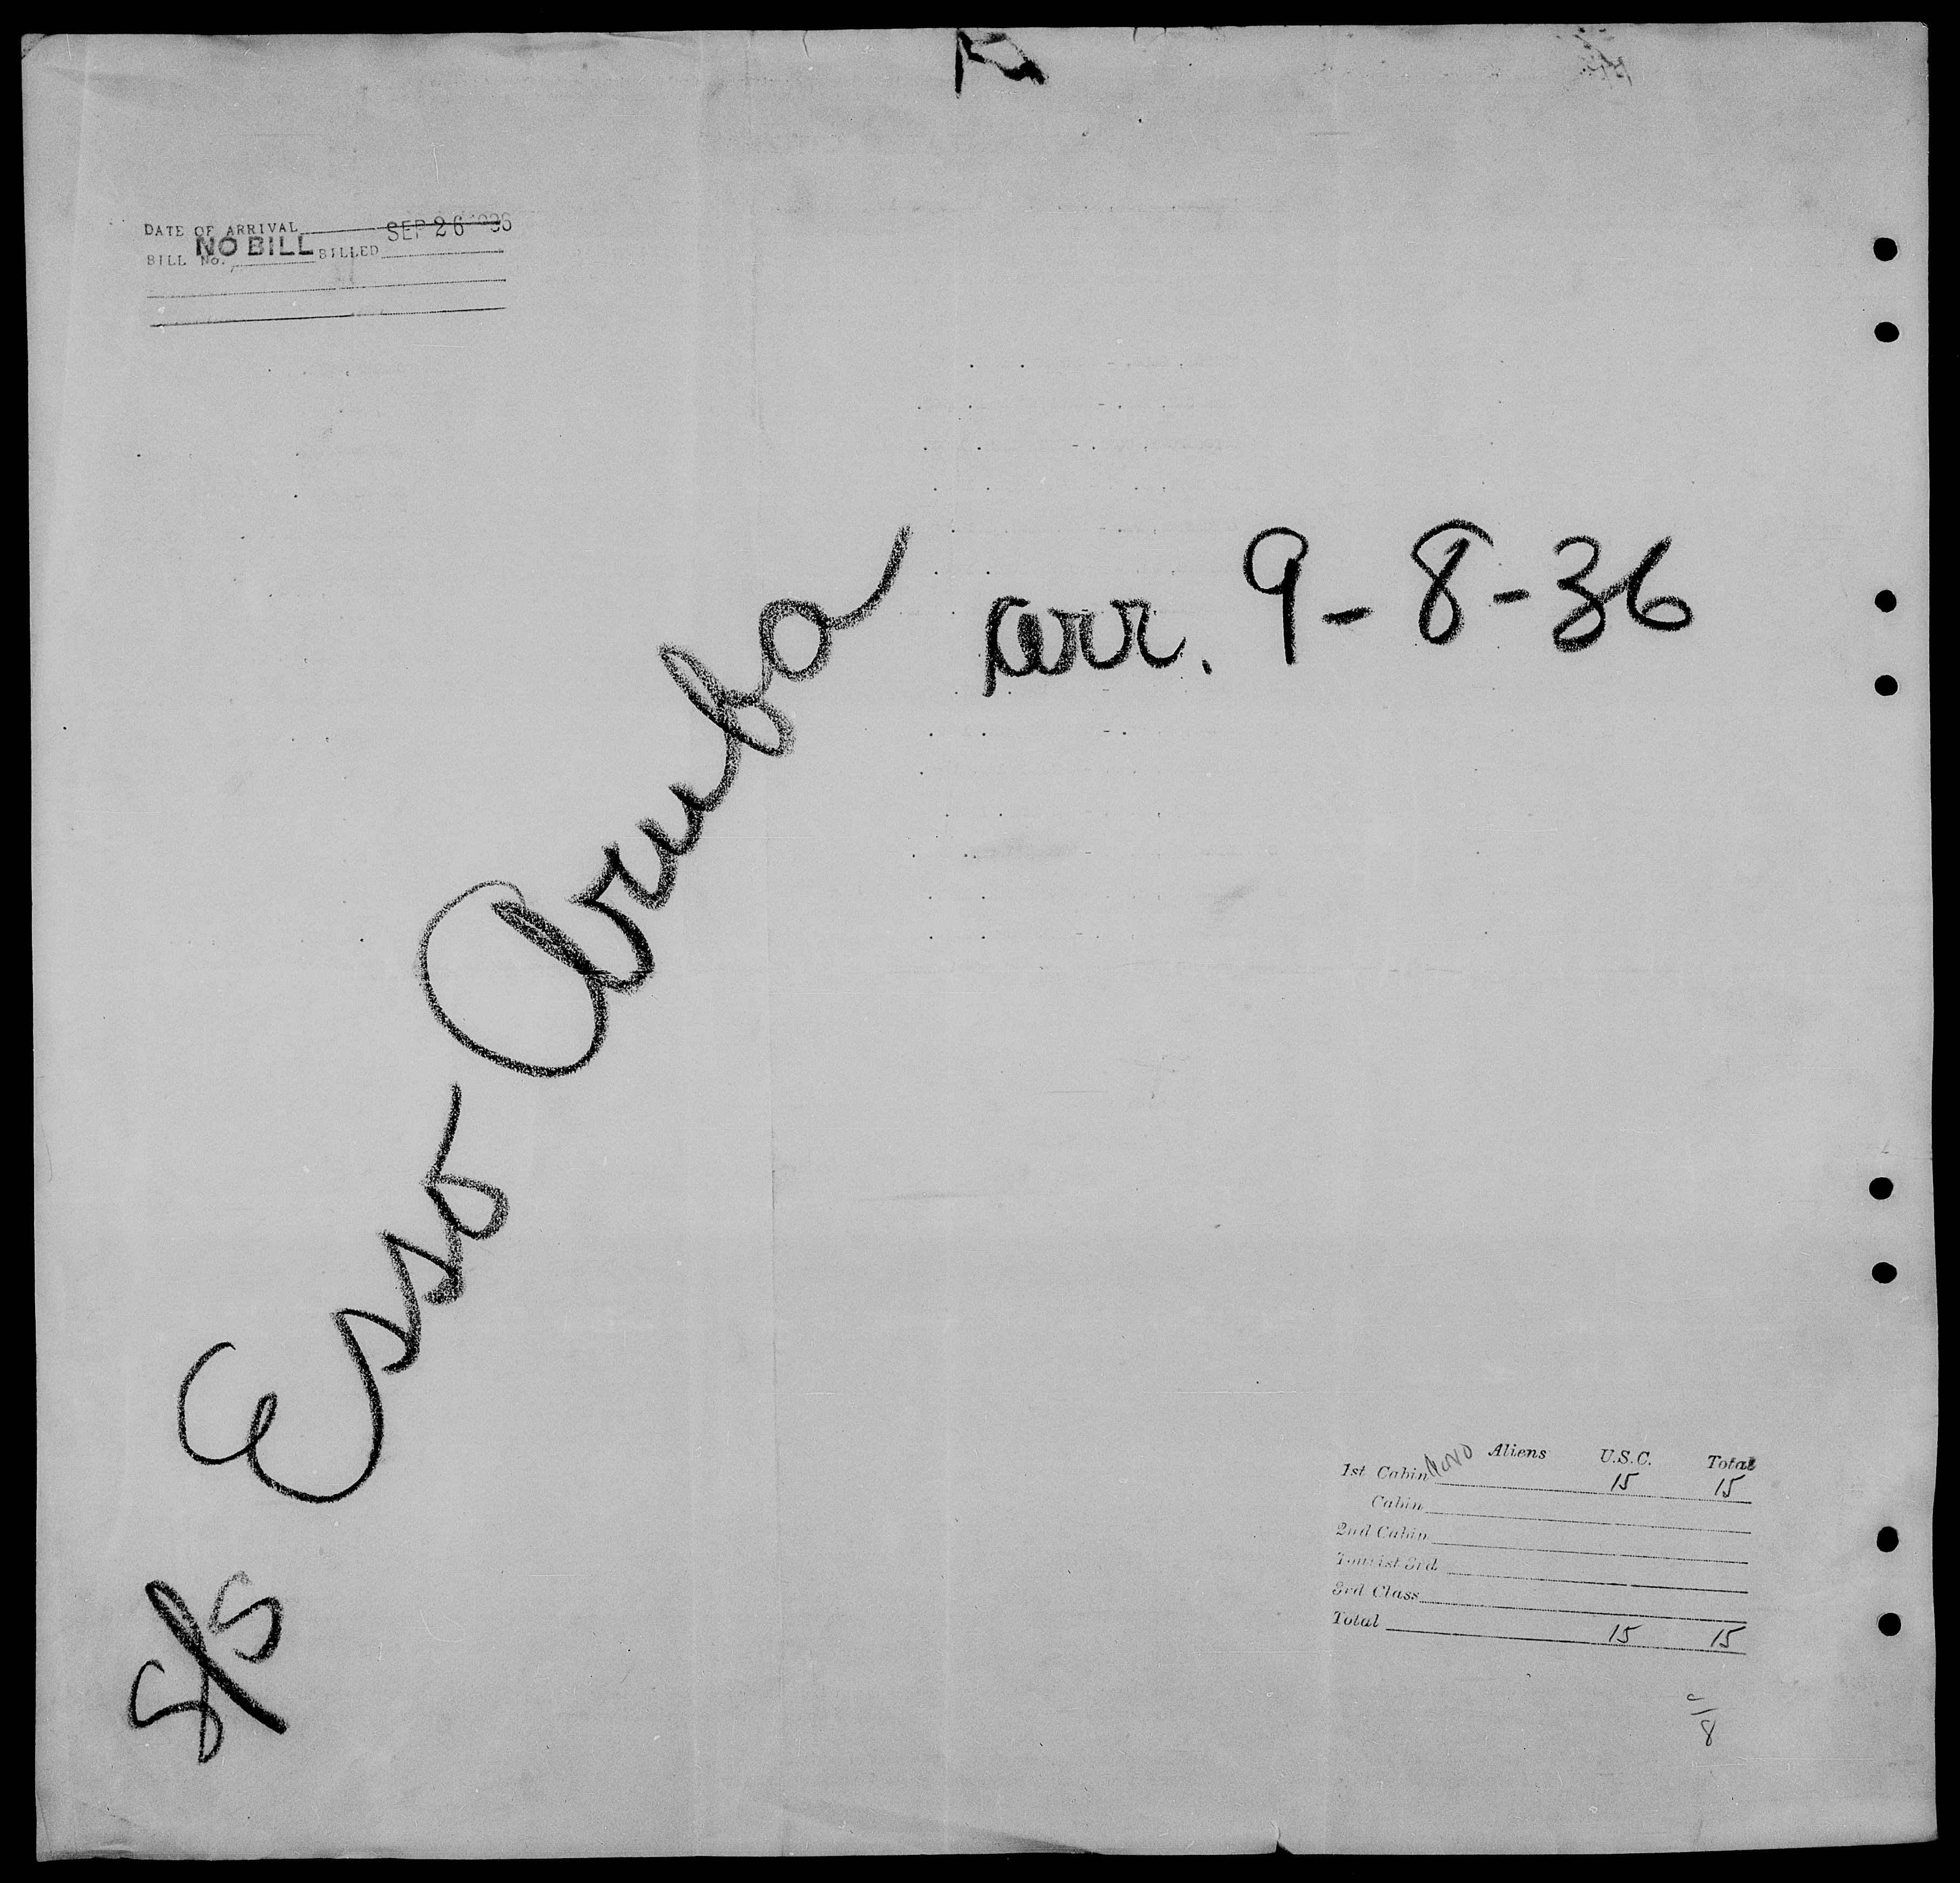 DATE OF ARRIVAL SEP 26 1936
BILL No. NO BILL BILLED
S/S Esso Aruba
arr. 9-8-36
Aliens U.S.C. Total
1st Cabin 15 15
Cabin
2nd Cabin
Tourist 3rd
3rd Class
Total 15 15